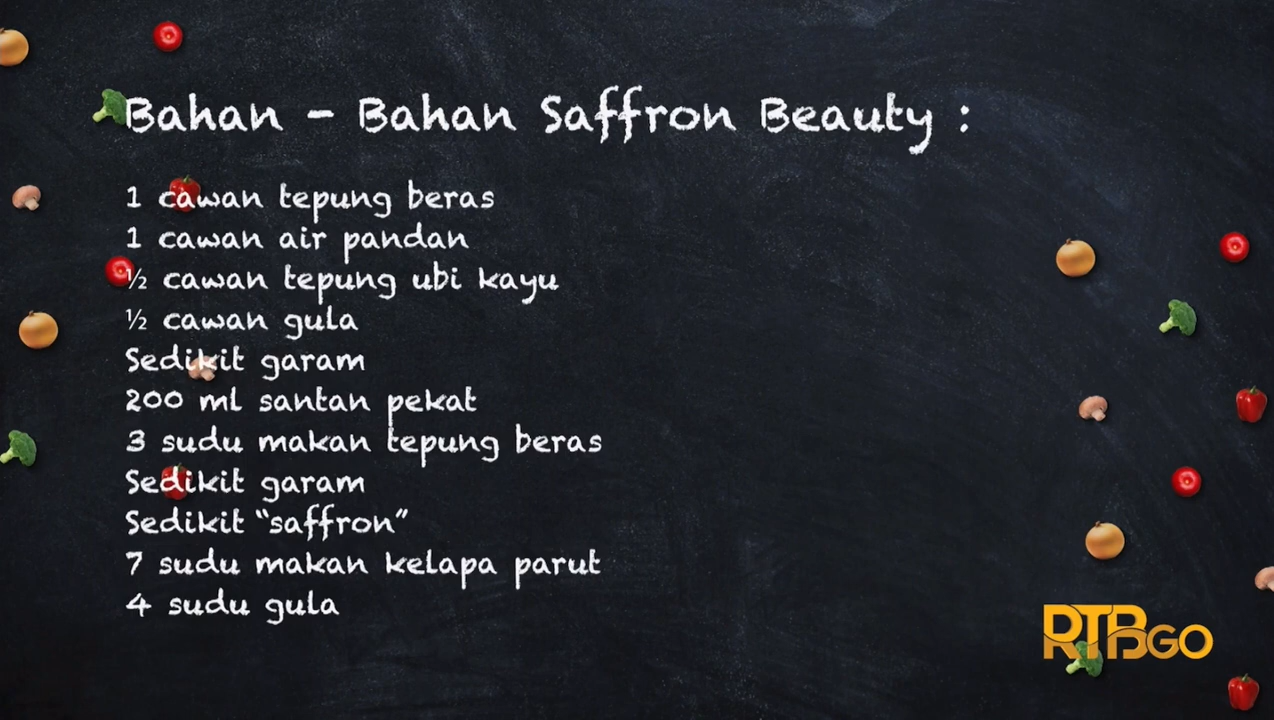 Bahan - Bahan Saffron Beauty :
1 cawan tepung beras
1 cawan air pandan
½ cawan tepung ubi kayu
½ cawan gula
Sedikit garam
200 ml santan pekat
3 sudu makan tepung beras
Sedikit garam
Sedikit “saffron”
7 sudu makan kelapa parut
4 sudu gula
RTBGO